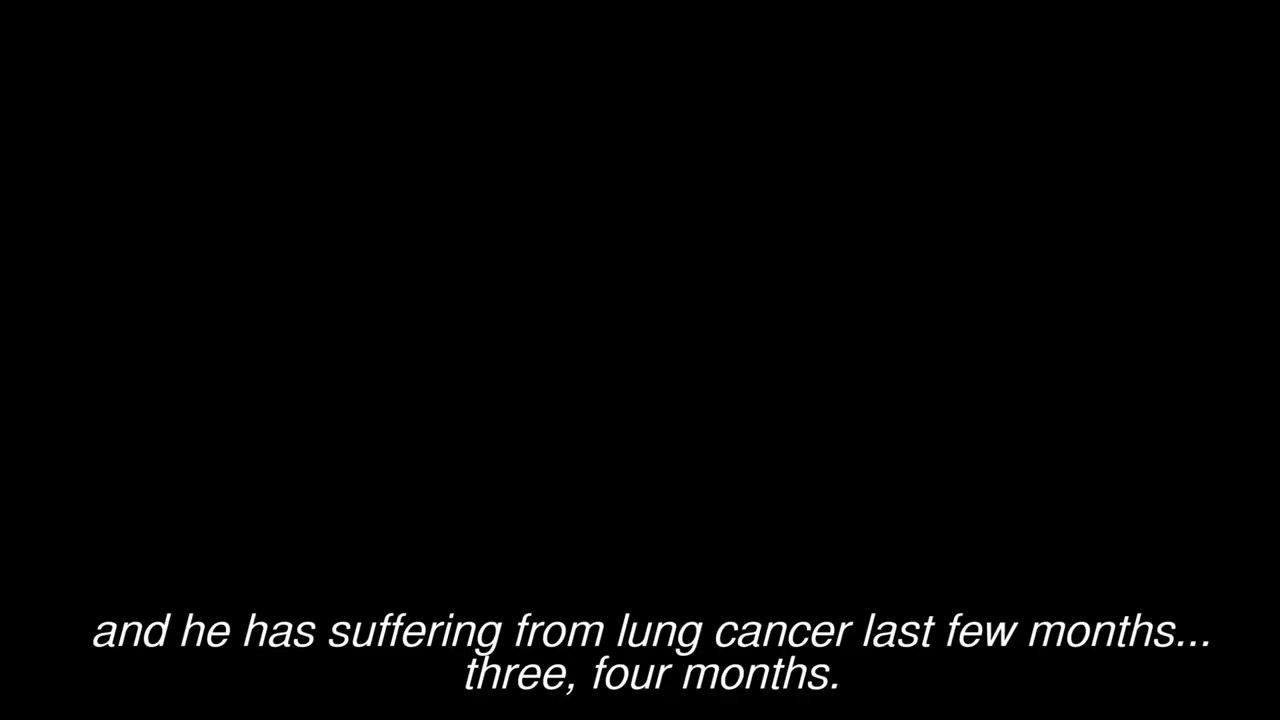 and he has suffering from lung cancer last few months...
three, four months.